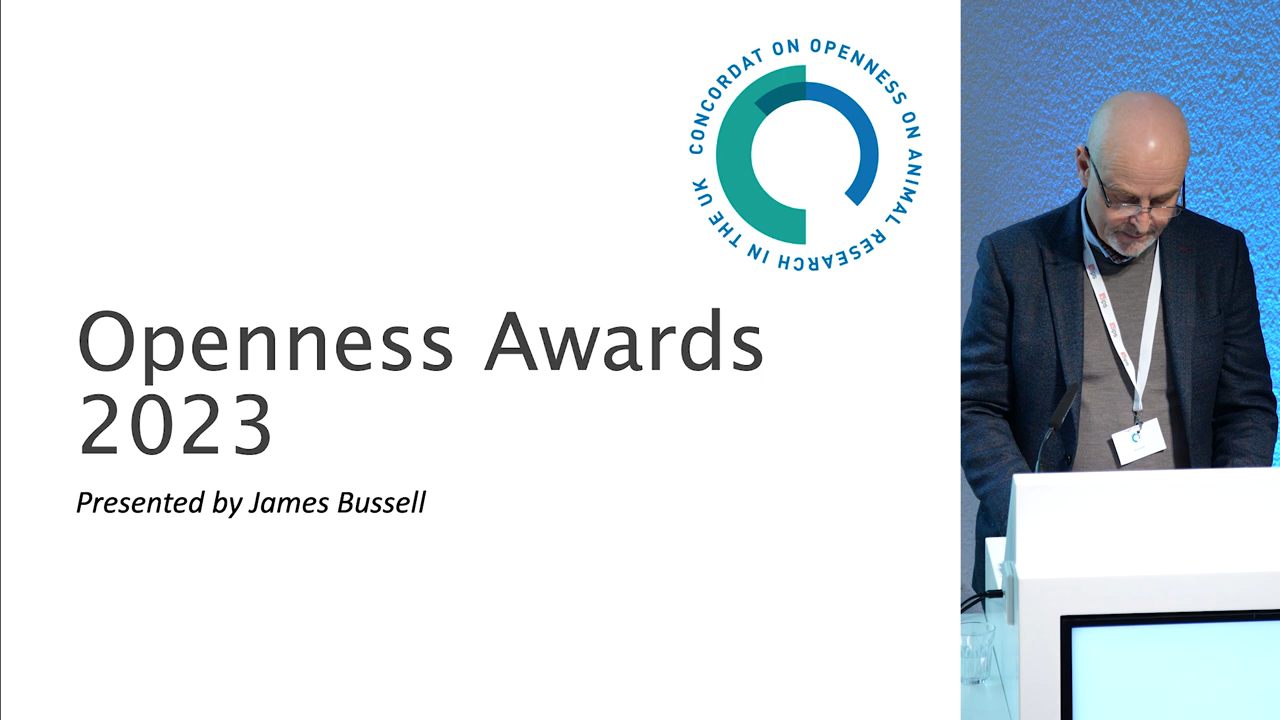 CONCORDAT ON OPENNESS ON ANIMAL RESEARCH IN THE UK
Openness Awards
2023
Presented by James Bussell